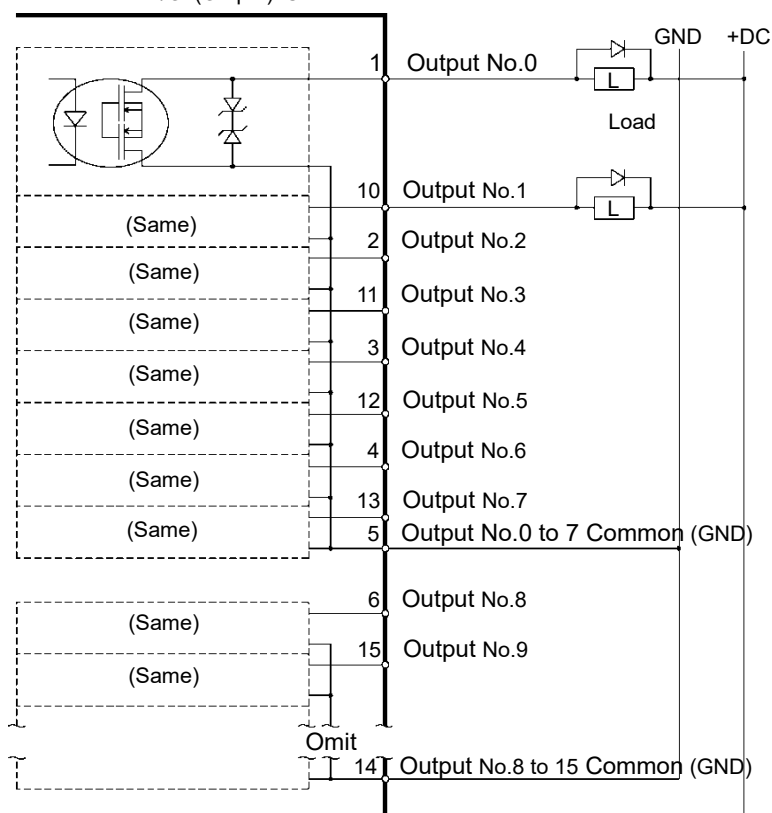 GND +DC
1 Output No.0
L
Load
10 Output No.1
L
(Same)
2 Output No.2
(Same)
11 Output No.3
(Same)
3 Output No.4
(Same)
12 Output No.5
(Same)
4 Output No.6
(Same)
13 Output No.7
(Same)
5 Output No.0 to 7 Common (GND)
6 Output No.8
(Same)
15 Output No.9
(Same)
Omit
14 Output No.8 to 15 Common (GND)